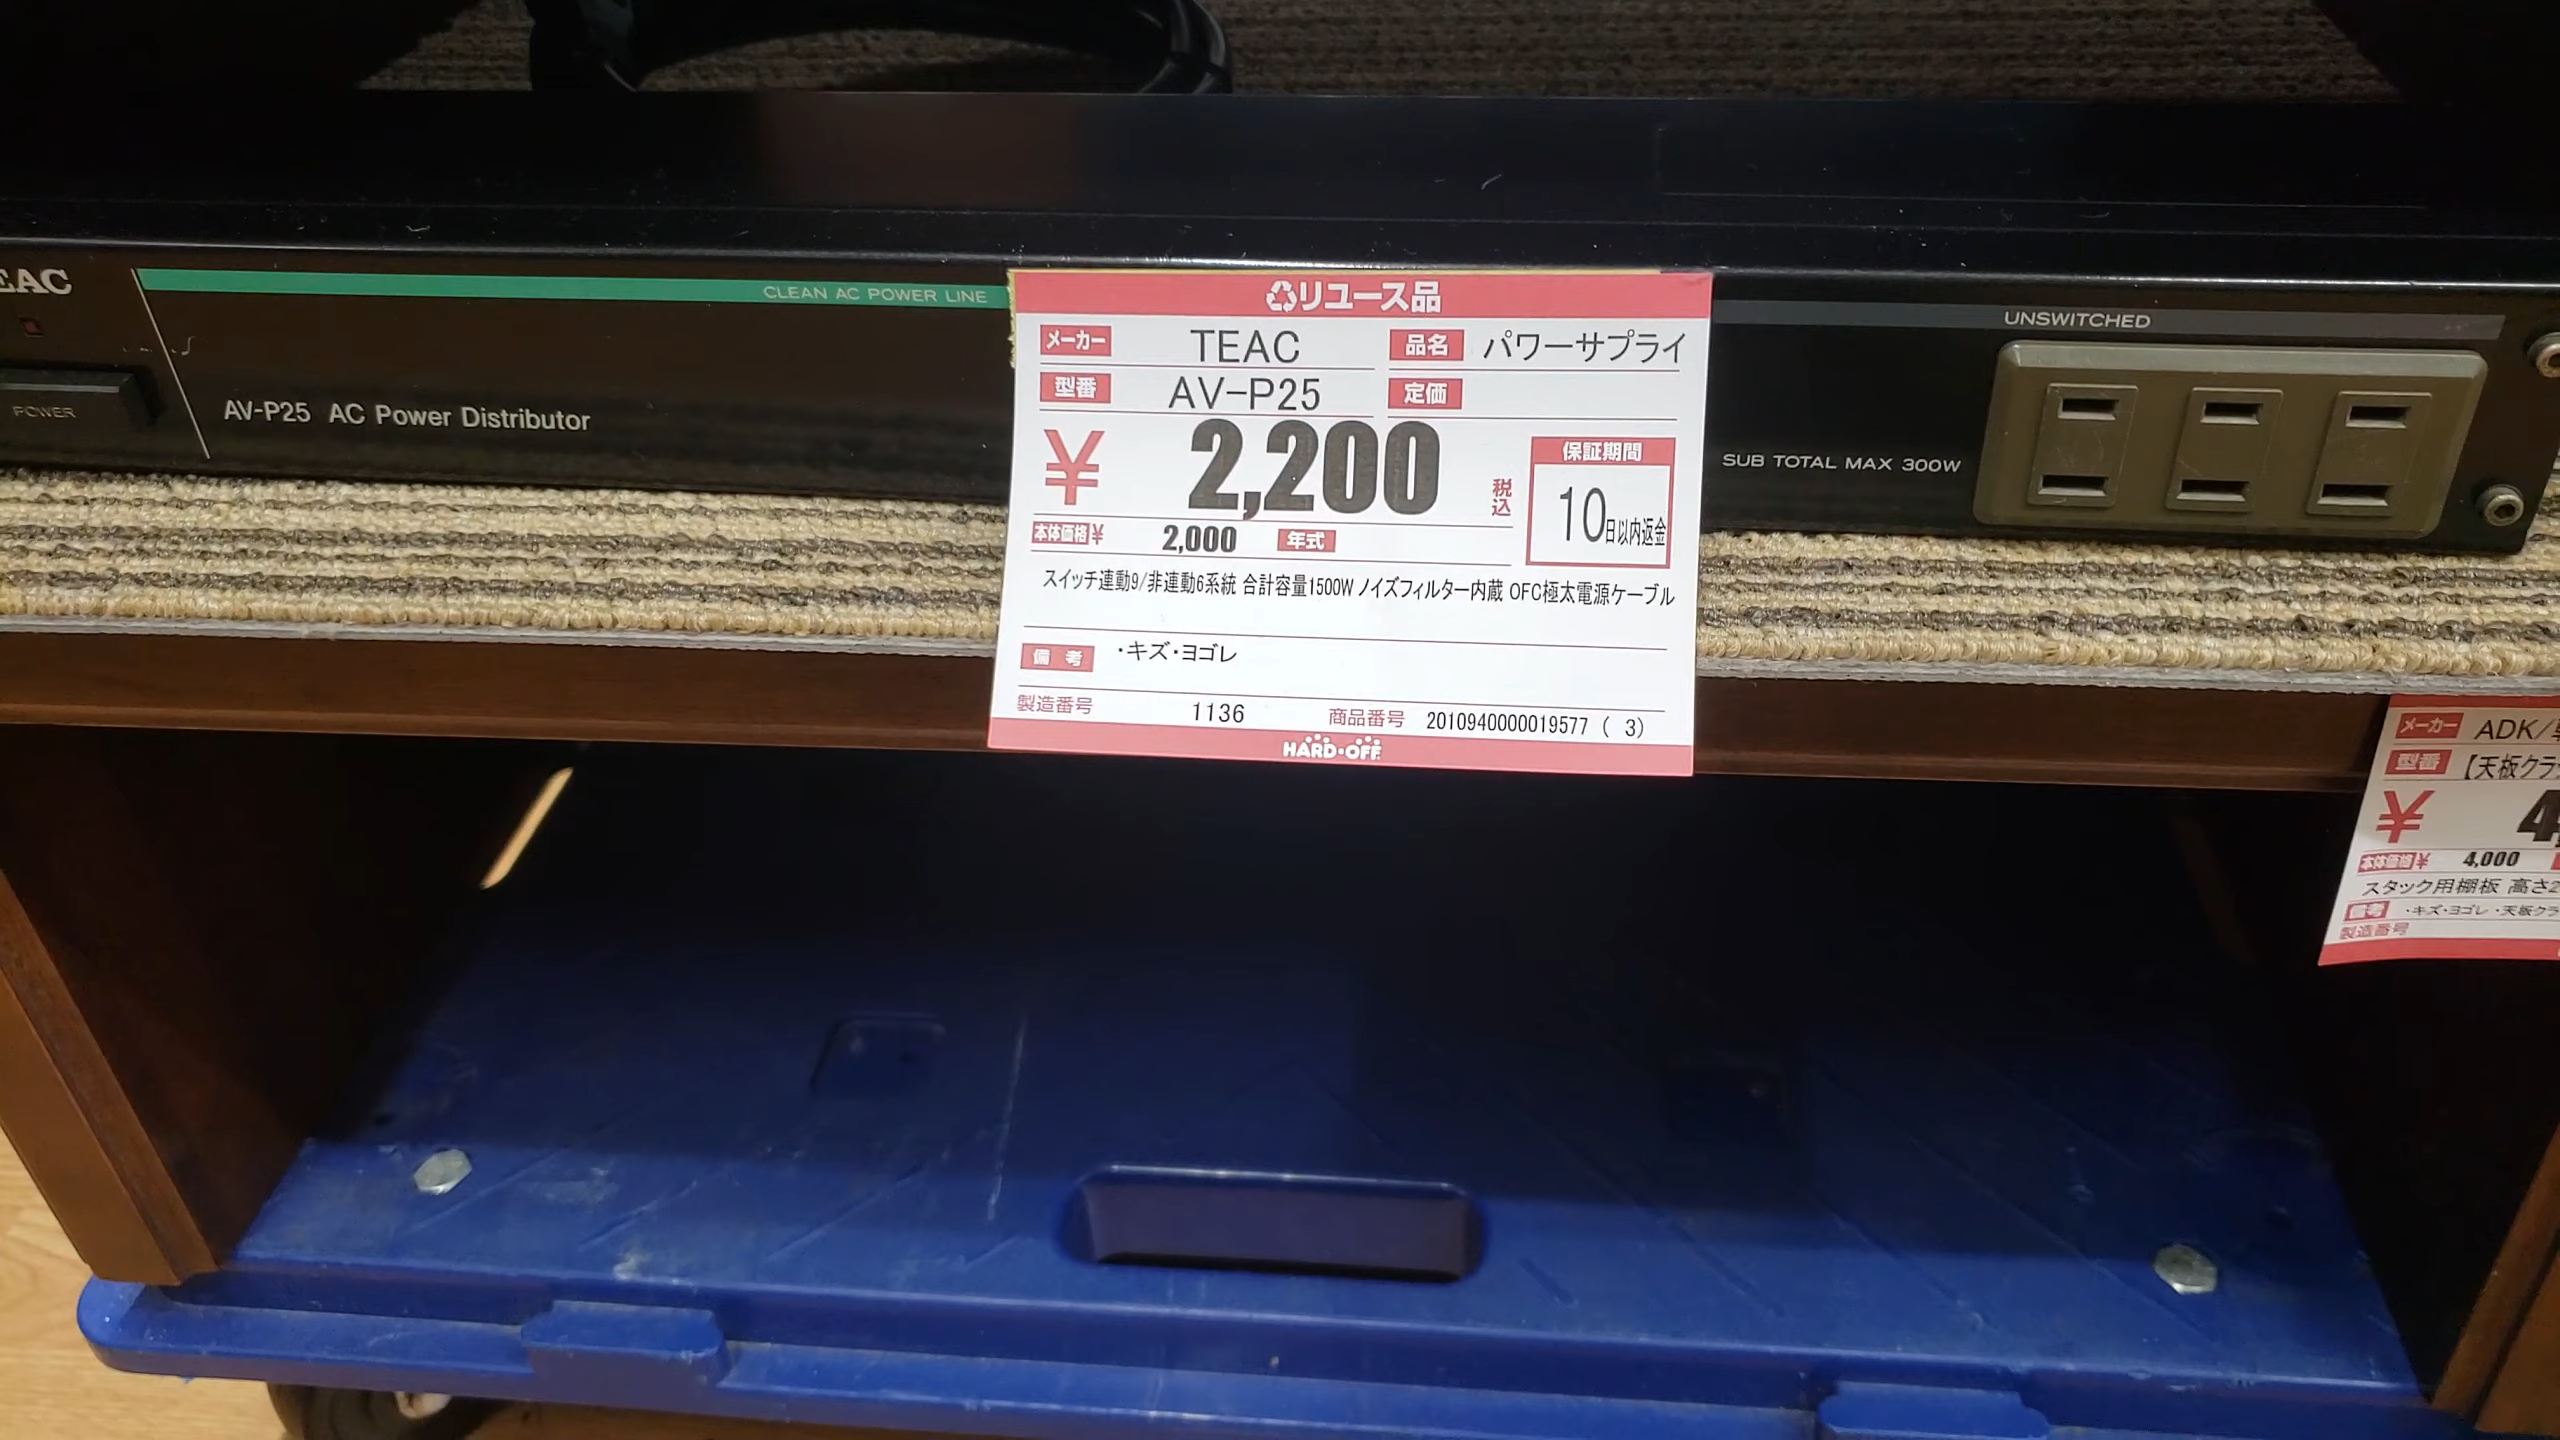 EAC
CLEAN AC POWER LINE
POWER
AV-P25 AC Power Distributor
リユース品
メーカー TEAC 品名 パワーサプライ
型番 AV-P25 定価
¥ 2,200 税込
保証期間
10日以内返金
本体価格¥ 2,000 年式
スイッチ連動9/非連動6系統 合計容量1500W ノイズフィルター内蔵 OFC極太電源ケーブル
備考 ・キズ・ヨゴレ
製造番号 1136 商品番号 2010940000019577 ( 3)
HARD・OFF
UNSWITCHED
SUB TOTAL MAX 300W
メーカー ADK/
型番 【天板クラ
¥ 4,
本体価格¥ 4,000
スタック用棚板 高さ2
備考 ・キズ・ヨゴレ ・天板クラ
製造番号